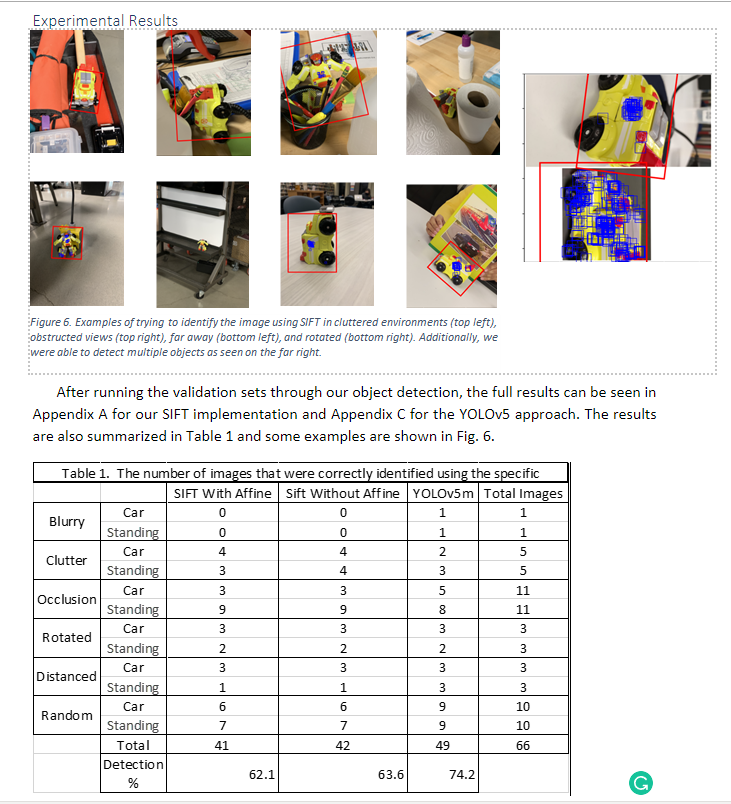 Experimental Results
Figure 6. Examples of trying to identify the image using SIFT in cluttered environments (top left),
obstructed views (top right), far away (bottom left), and rotated (bottom right). Additionally, we
were able to detect multiple objects as seen on the far right.
After running the validation sets through our object detection, the full results can be seen in
Appendix A for our SIFT implementation and Appendix C for the YOLOv5 approach. The results
are also summarized in Table 1 and some examples are shown in Fig. 6.
Table 1. The number of images that were correctly identified using the specific
SIFT With Affine Sift Without Affine YOLOv5m Total Images
Blurry Car 0 0 1 1
Standing 0 0 1 1
Clutter Car 4 4 2 5
Standing 3 4 3 5
Occlusion Car 3 3 5 11
Standing 9 9 8 11
Rotated Car 3 3 3 3
Standing 2 2 2 3
Distanced Car 3 3 3 3
Standing 1 1 3 3
Random Car 6 6 9 10
Standing 7 7 9 10
Total 41 42 49 66
Detection
% 62.1 63.6 74.2